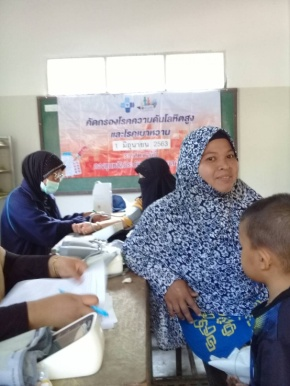 คัดกรองโรคความดันโลหิตสูง
และโรคเบาหวาน
1 มิถุนายน 2563